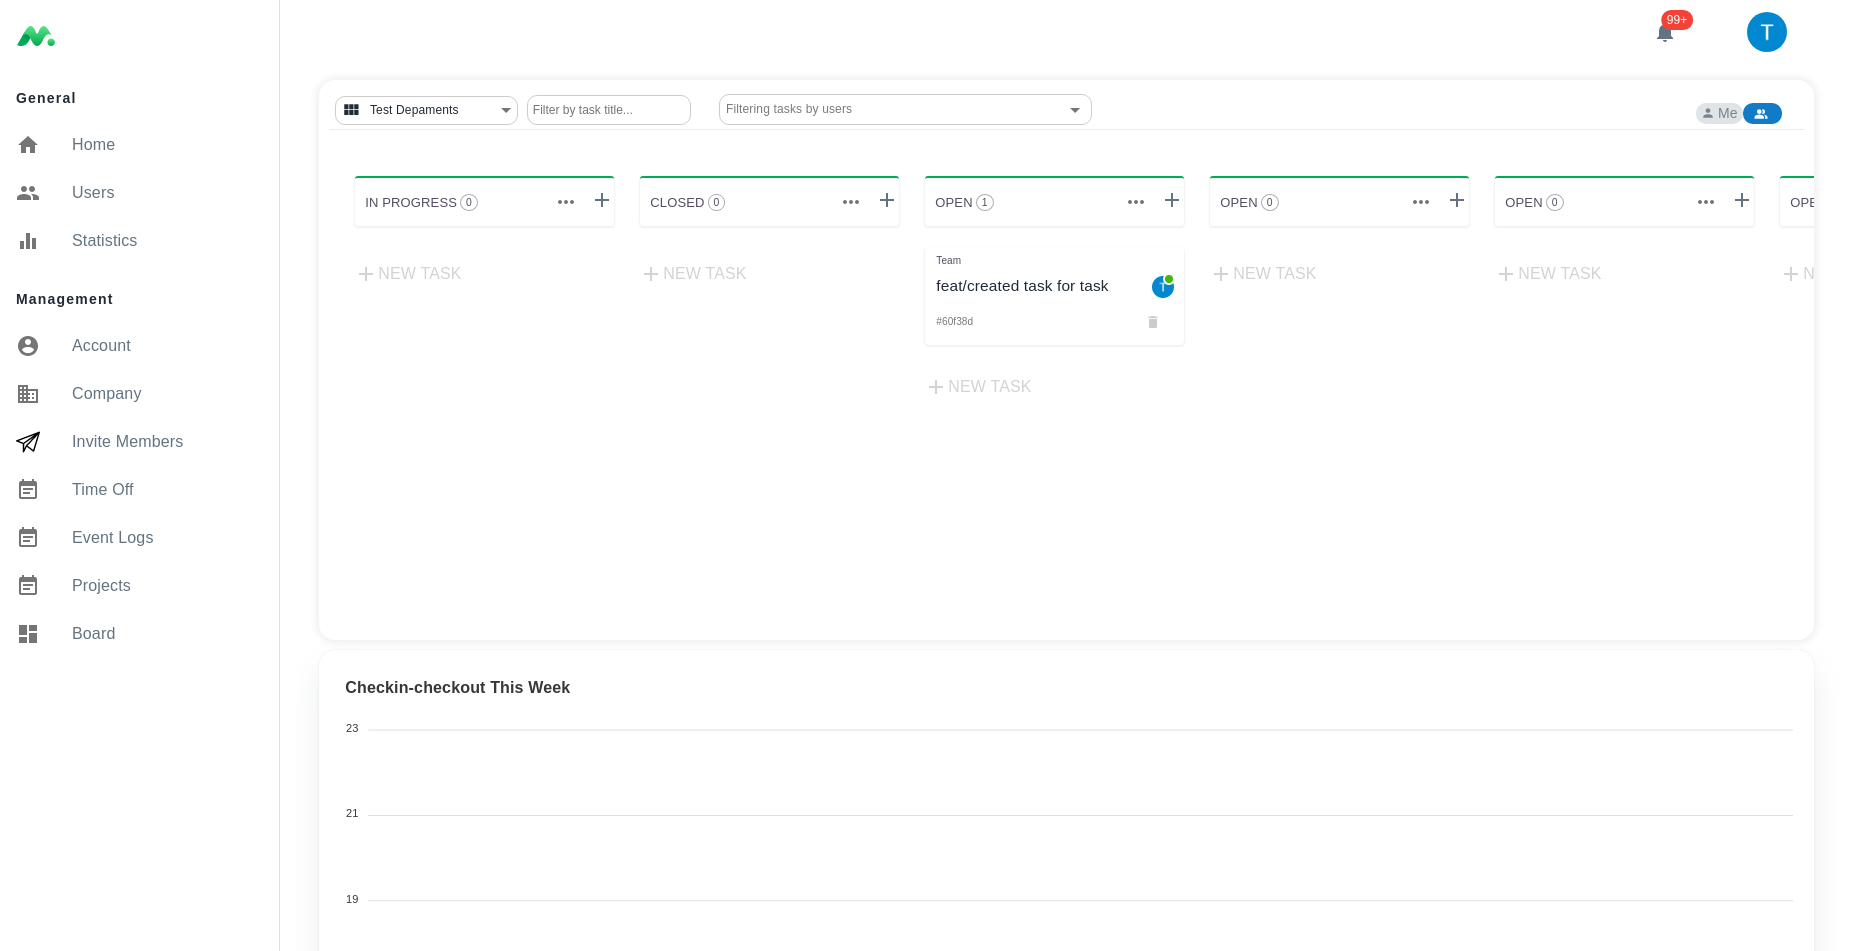 General
Home
Users
Statistics
Management
Account
Company
Invite Members
Time Off
Event Logs
Projects
Board
99+
T
Test Depaments
Filter by task title...
Filtering tasks by users
Me
IN PROGRESS 0
NEW TASK
CLOSED 0
NEW TASK
OPEN 1
Team
feat/created task for task
T
#60f38d
NEW TASK
OPEN 0
NEW TASK
OPEN 0
NEW TASK
OPE
N
Checkin-checkout This Week
23
21
19